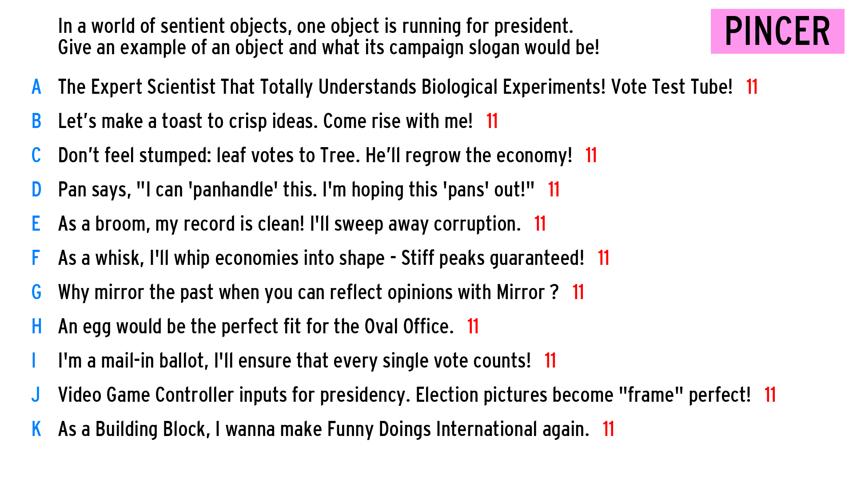 In a world of sentient objects, one object is running for president.
Give an example of an object and what its campaign slogan would be!
PINCER
A The Expert Scientist That Totally Understands Biological Experiments! Vote Test Tube! 11
B Let's make a toast to crisp ideas. Come rise with me! 11
C Don't feel stumped: leaf votes to Tree. He'll regrow the economy! 11
D Pan says, "I can 'panhandle' this. I'm hoping this 'pans' out!" 11
E As a broom, my record is clean! I'll sweep away corruption. 11
F As a whisk, I'll whip economies into shape - Stiff peaks guaranteed! 11
G Why mirror the past when you can reflect opinions with Mirror ? 11
H An egg would be the perfect fit for the Oval Office. 11
I I'm a mail-in ballot, I'll ensure that every single vote counts! 11
J Video Game Controller inputs for presidency. Election pictures become "frame" perfect! 11
K As a Building Block, I wanna make Funny Doings International again. 11